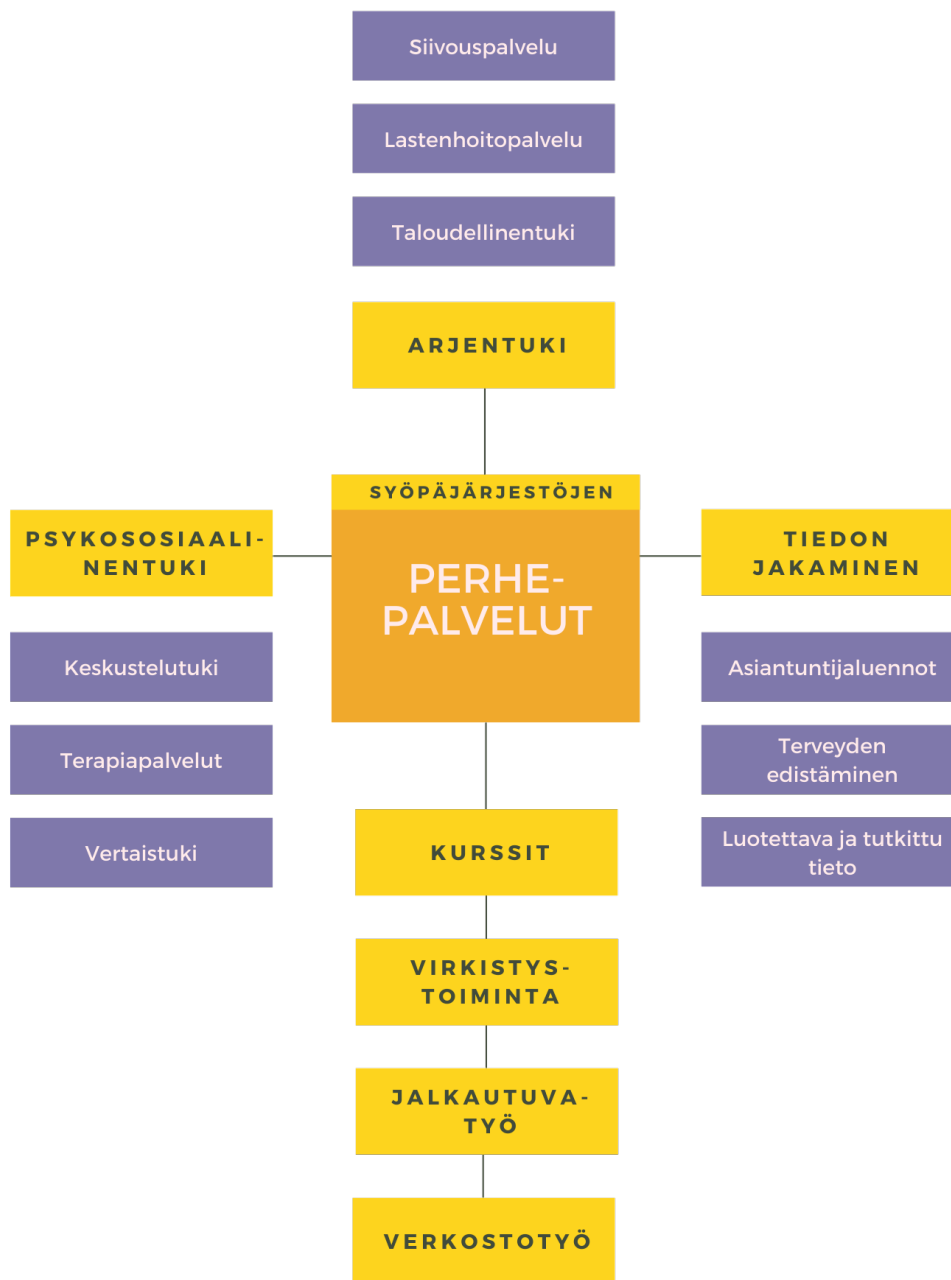 Siivouspalvelu
Lastenhoitopalvelu
Taloudellinentuki
ARJENTUKI
SYÖPÄJÄRJESTÖJEN
PERHE-
PALVELUT
PSYKOSOSIAALI-
NENTUKI
Keskustelutuki
Terapiapalvelut
Vertaistuki
TIEDON
JAKAMINEN
Asiantuntijaluennot
Terveyden
edistäminen
Luotettava ja tutkittu
tieto
KURSSIT
VIRKISTYS-
TOIMINTA
JALKAUTUVA-
TYÖ
VERKOSTOTYÖ